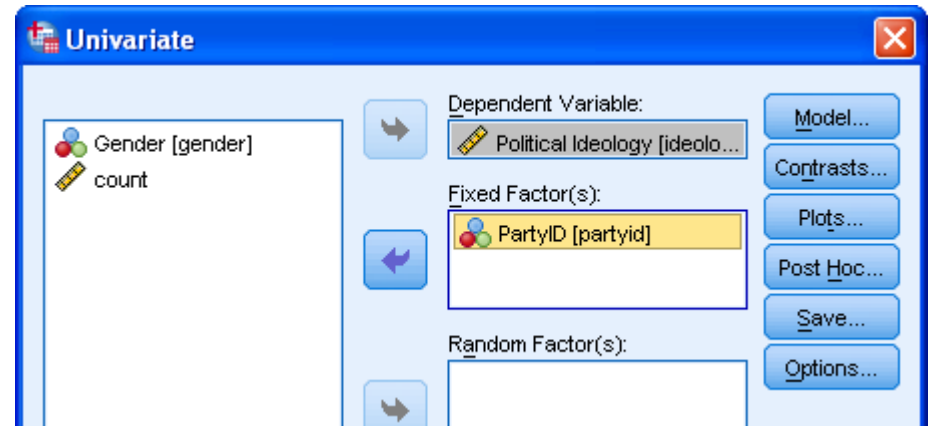 Univariate
Gender [gender]
count
Dependent Variable:
Political Ideology [ideolo...
Fixed Factor(s):
PartyID [partyid]
Random Factor(s):
Model...
Contrasts...
Plots...
Post Hoc...
Save...
Options...